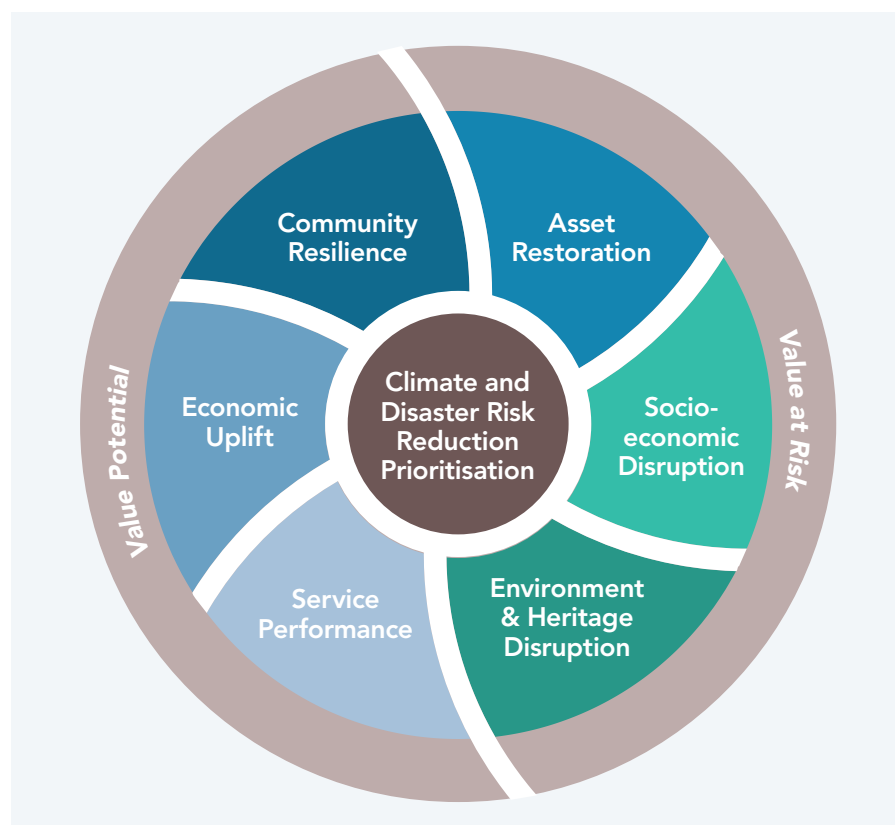 Community
Resilience
Asset
Restoration
Value Potential
Economic
Uplift
Climate and
Disaster Risk
Reduction
Prioritisation
Socio-
economic
Disruption
Value at Risk
Service
Performance
Environment
& Heritage
Disruption